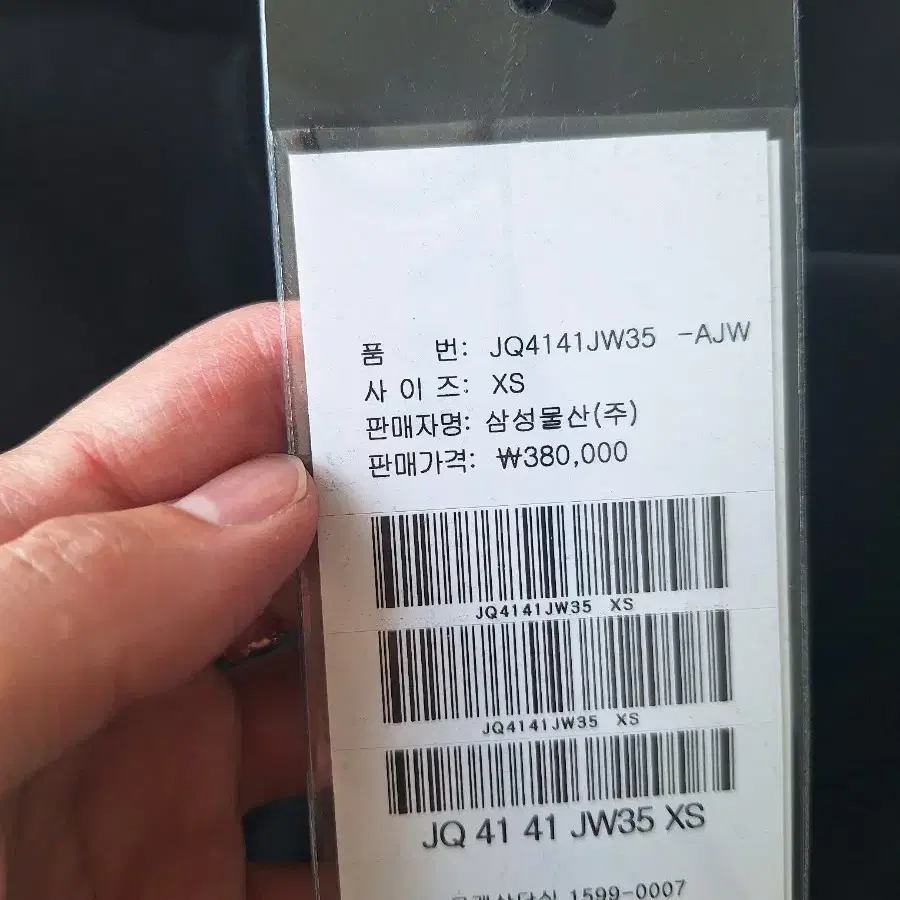 품 번: JQ4141JW35 -AJW
사 이 즈: XS
판매자명: 삼성물산(주)
판매가격: ₩380,000
JQ4141JW35 XS
JQ4141JW35 XS
JQ 41 41 JW35 XS
1599-0007